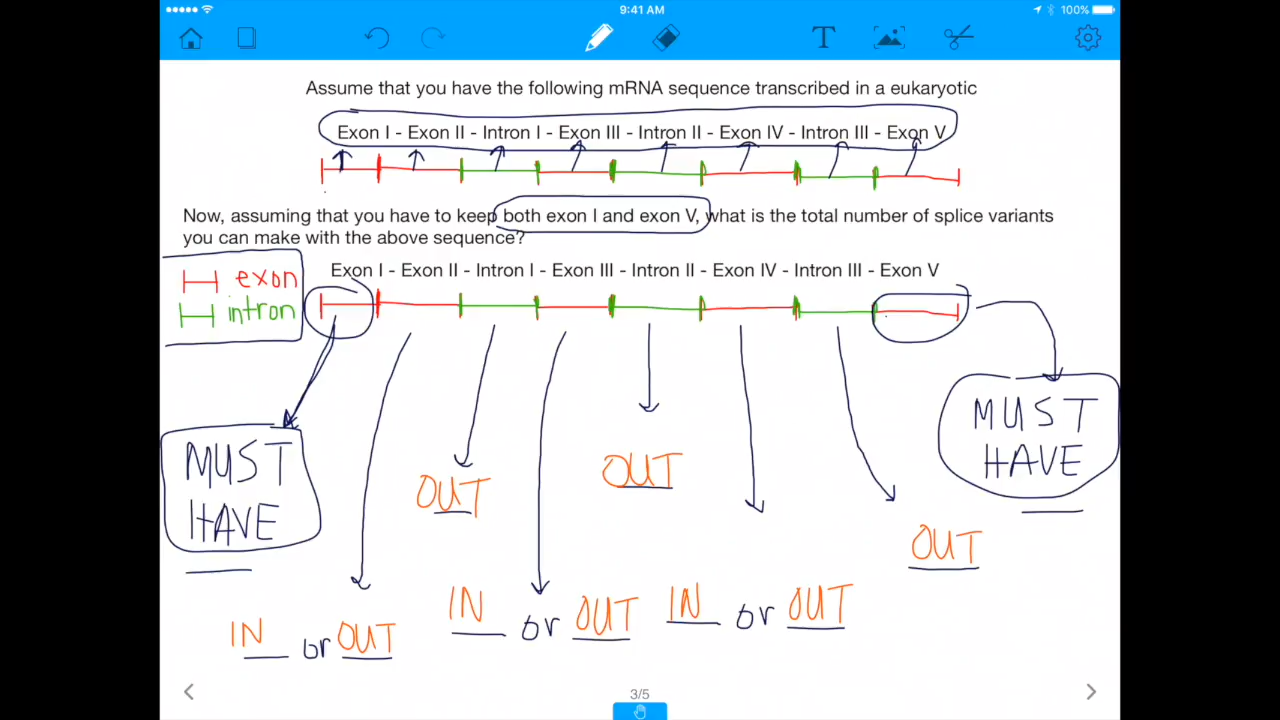 9:41 AM
100%
T
Assume that you have the following mRNA sequence transcribed in a eukaryotic
Exon I - Exon II - Intron I - Exon III - Intron II - Exon IV - Intron III - Exon V
Now, assuming that you have to keep both exon I and exon V, what is the total number of splice variants
you can make with the above sequence?
exon
intron
Exon I - Exon II - Intron I - Exon III - Intron II - Exon IV - Intron III - Exon V
MUST
HAVE
OUT
OUT
MUST
HAVE
OUT
IN or OUT
IN or OUT
IN or OUT
3/5